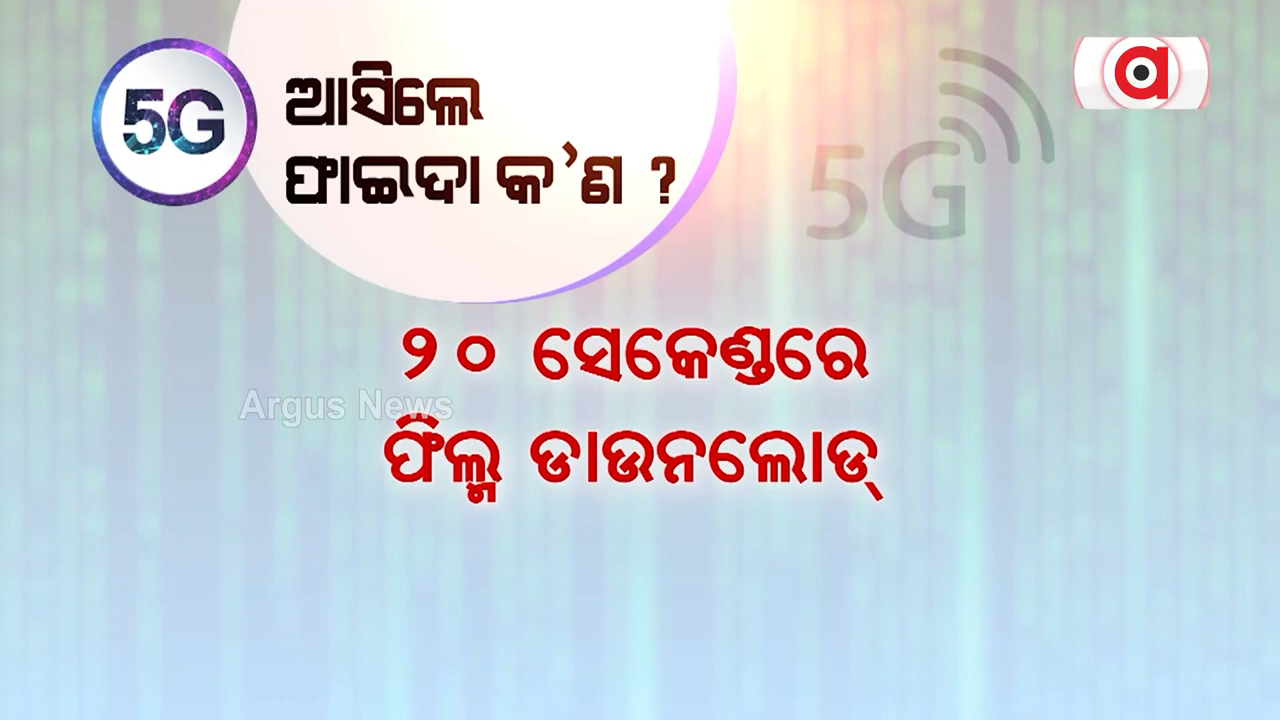 5G
ଆସିଲେ
ଫାଇଦା କ'ଣ ?
5G
a
୨୦ ସେକେଣ୍ଡରେ
Argus News
ଫିଲ୍ମ ଡାଉନଲୋଡ୍